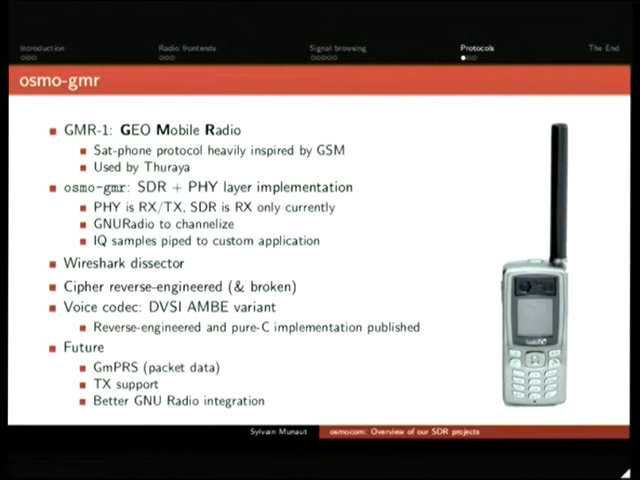 Introduction Radio frontends Signal browsing Protocols The End
osmo-gmr
GMR-1: GEO Mobile Radio
Sat-phone protocol heavily inspired by GSM
Used by Thuraya
osmo-gmr: SDR + PHY layer implementation
PHY is RX/TX, SDR is RX only currently
GNURadio to channelize
IQ samples piped to custom application
Wireshark dissector
Cipher reverse-engineered (& broken)
Voice codec: DVSI AMBE variant
Reverse-engineered and pure-C implementation published
Future
GmPRS (packet data)
TX support
Better GNU Radio integration
Sylvain Munaut osmocom: Overview of our SDR projects